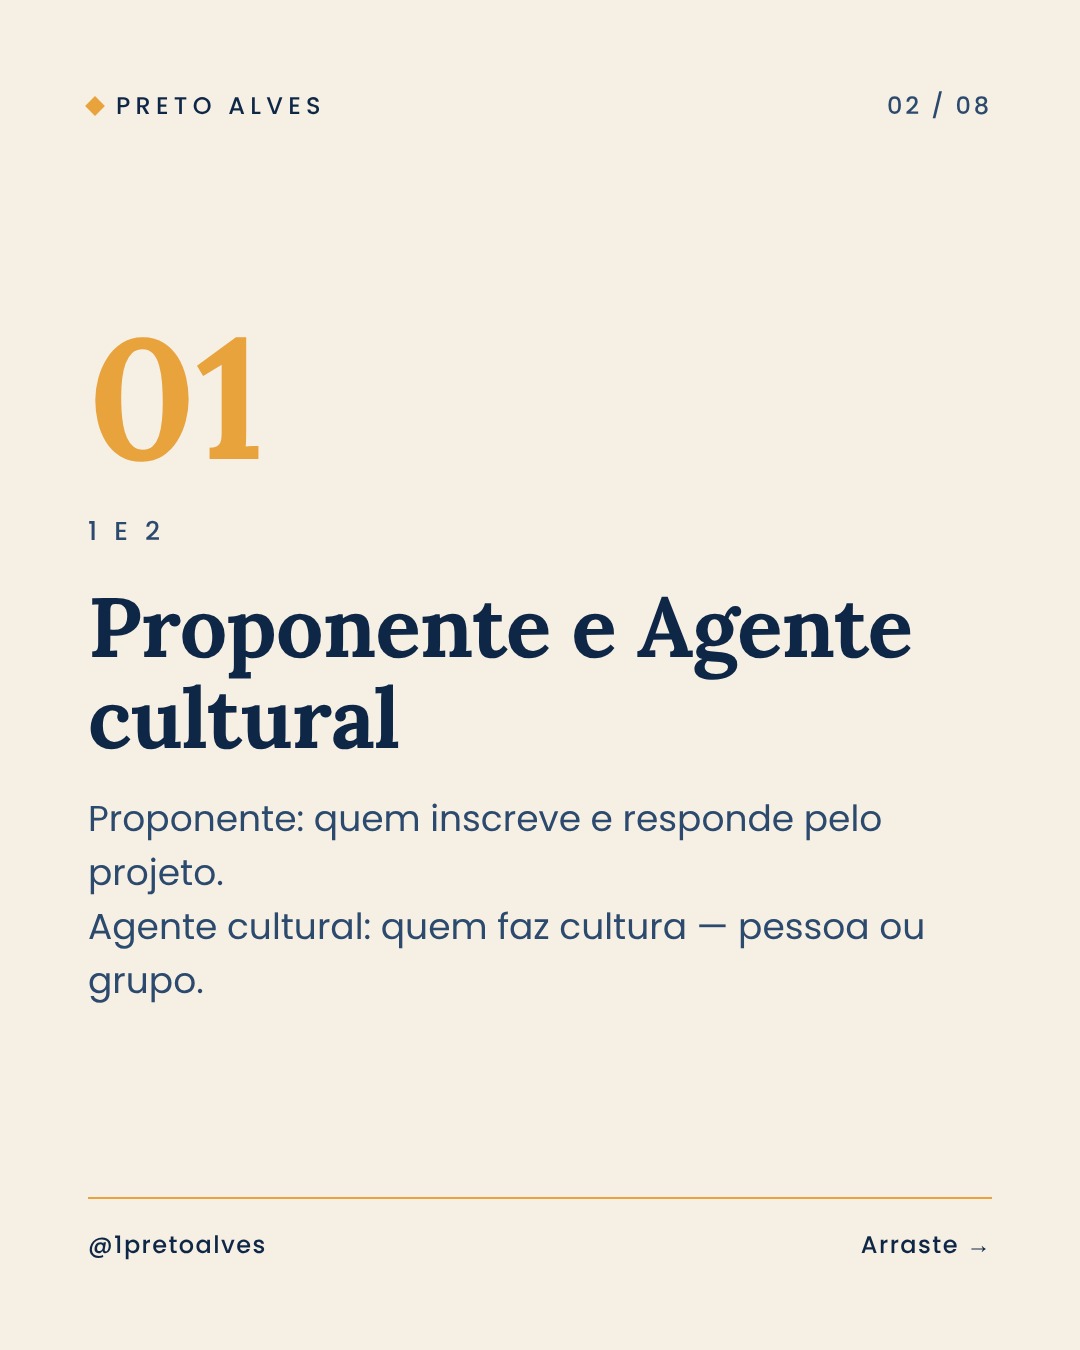 PRETO ALVES
02 / 08
01
1 E 2
Proponente e Agente
cultural
Proponente: quem inscreve e responde pelo
projeto.
Agente cultural: quem faz cultura — pessoa ou
grupo.
@1pretoalves
Arraste →